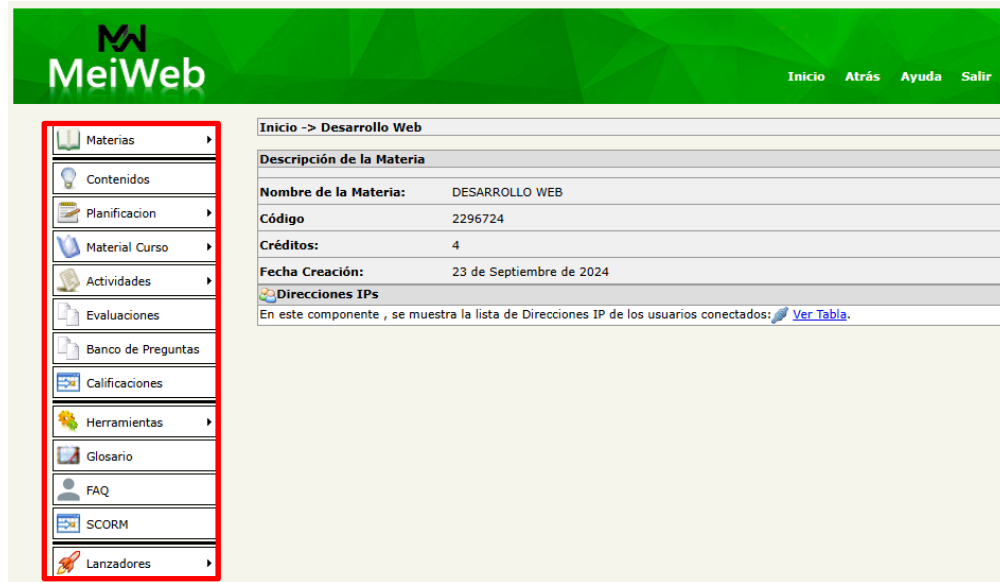 MeiWeb
Inicio Atrás Ayuda Salir
Materias
Contenidos
Planificacion
Material Curso
Actividades
Evaluaciones
Banco de Preguntas
Calificaciones
Herramientas
Glosario
FAQ
SCORM
Lanzadores
Inicio -> Desarrollo Web
Descripción de la Materia
Nombre de la Materia: DESARROLLO WEB
Código 2296724
Créditos: 4
Fecha Creación: 23 de Septiembre de 2024
Direcciones IPs
En este componente , se muestra la lista de Direcciones IP de los usuarios conectados: Ver Tabla.